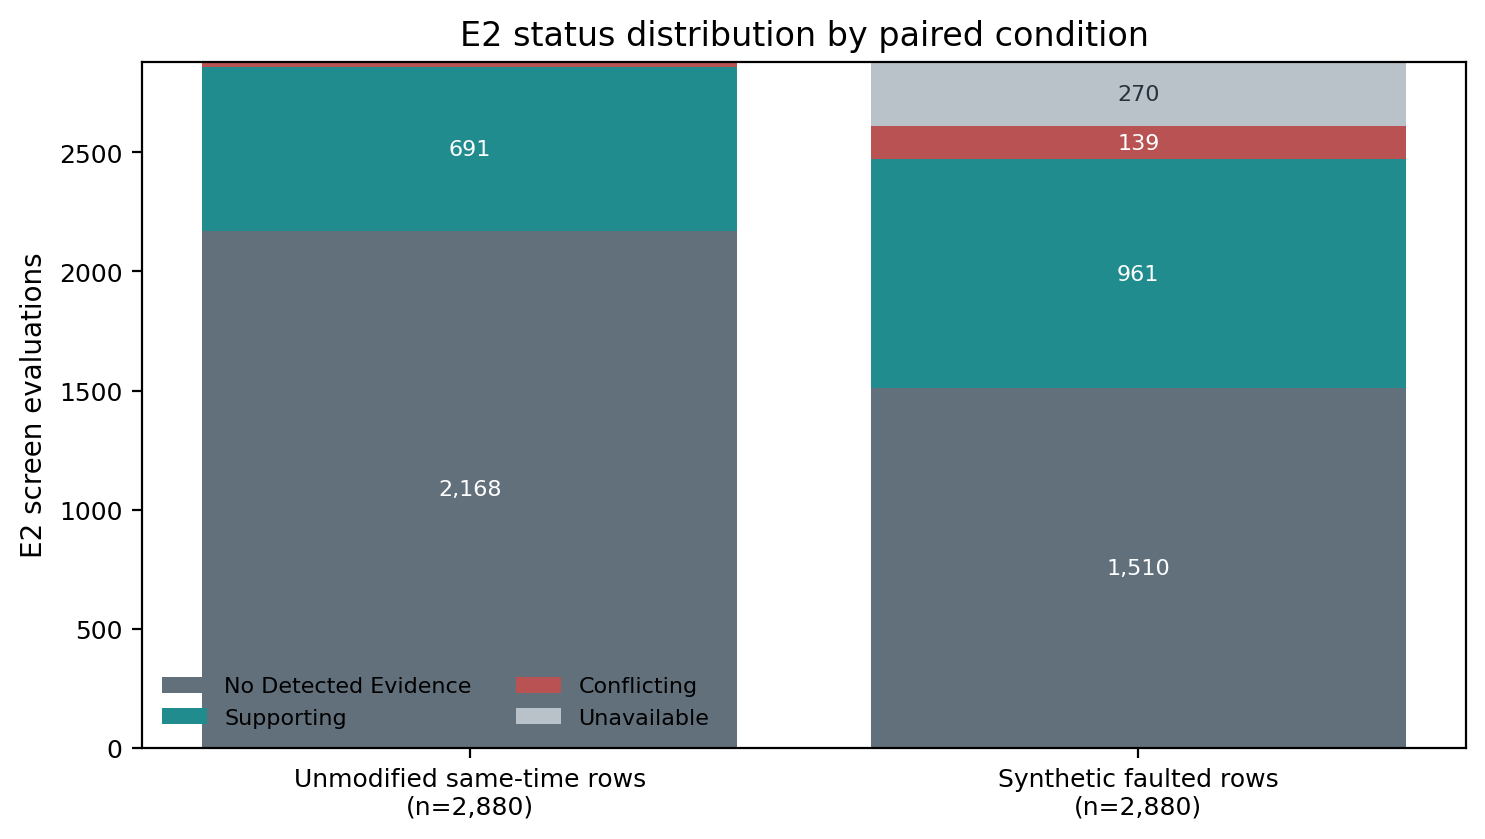 E2 status distribution by paired condition
E2 screen evaluations
2500
2000
1500
1000
500
0
691
2,168
270
139
961
1,510
No Detected Evidence
Supporting
Conflicting
Unavailable
Unmodified same-time rows
(n=2,880)
Synthetic faulted rows
(n=2,880)